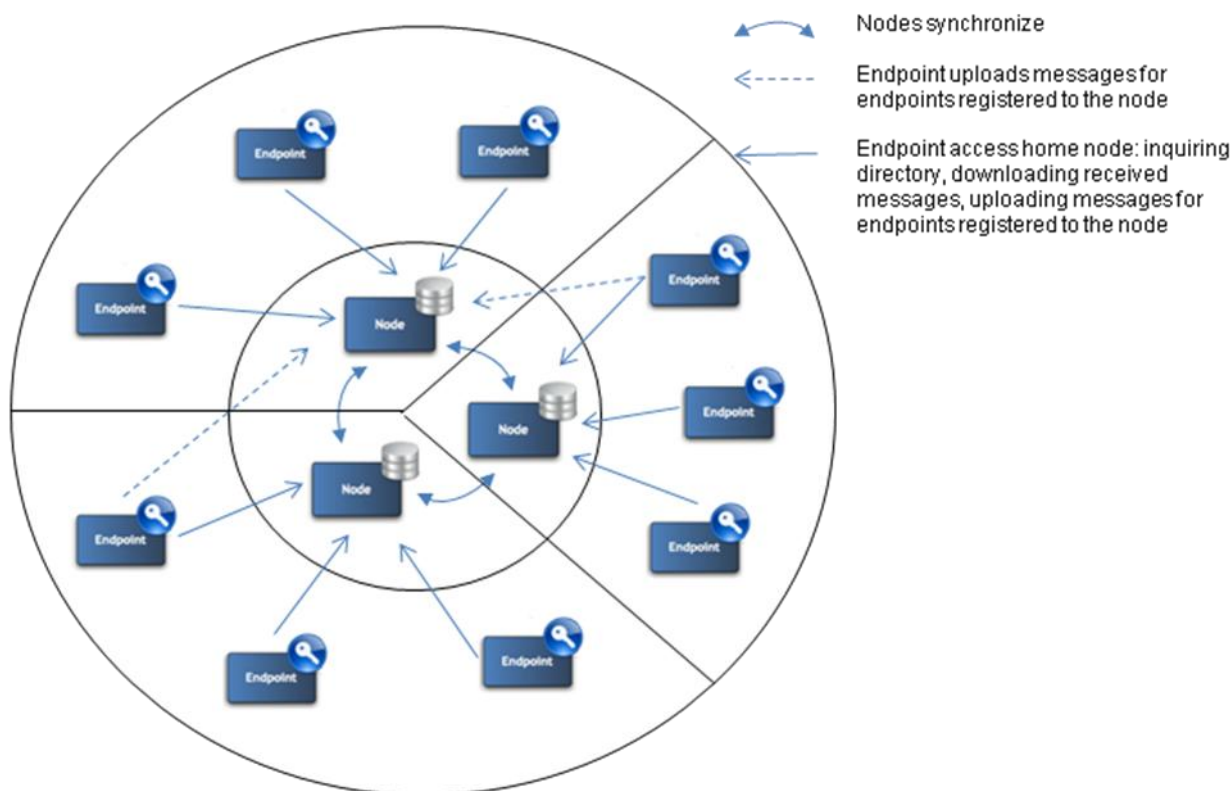 Nodes synchronize
Endpoint uploads messages for
endpoints registered to the node
Endpoint access home node: inquiring
directory, downloading received
messages, uploading messages for
endpoints registered to the node
Endpoint
Endpoint
Endpoint
Endpoint
Node
Endpoint
Node
Node
Endpoint
Endpoint
Endpoint
Endpoint